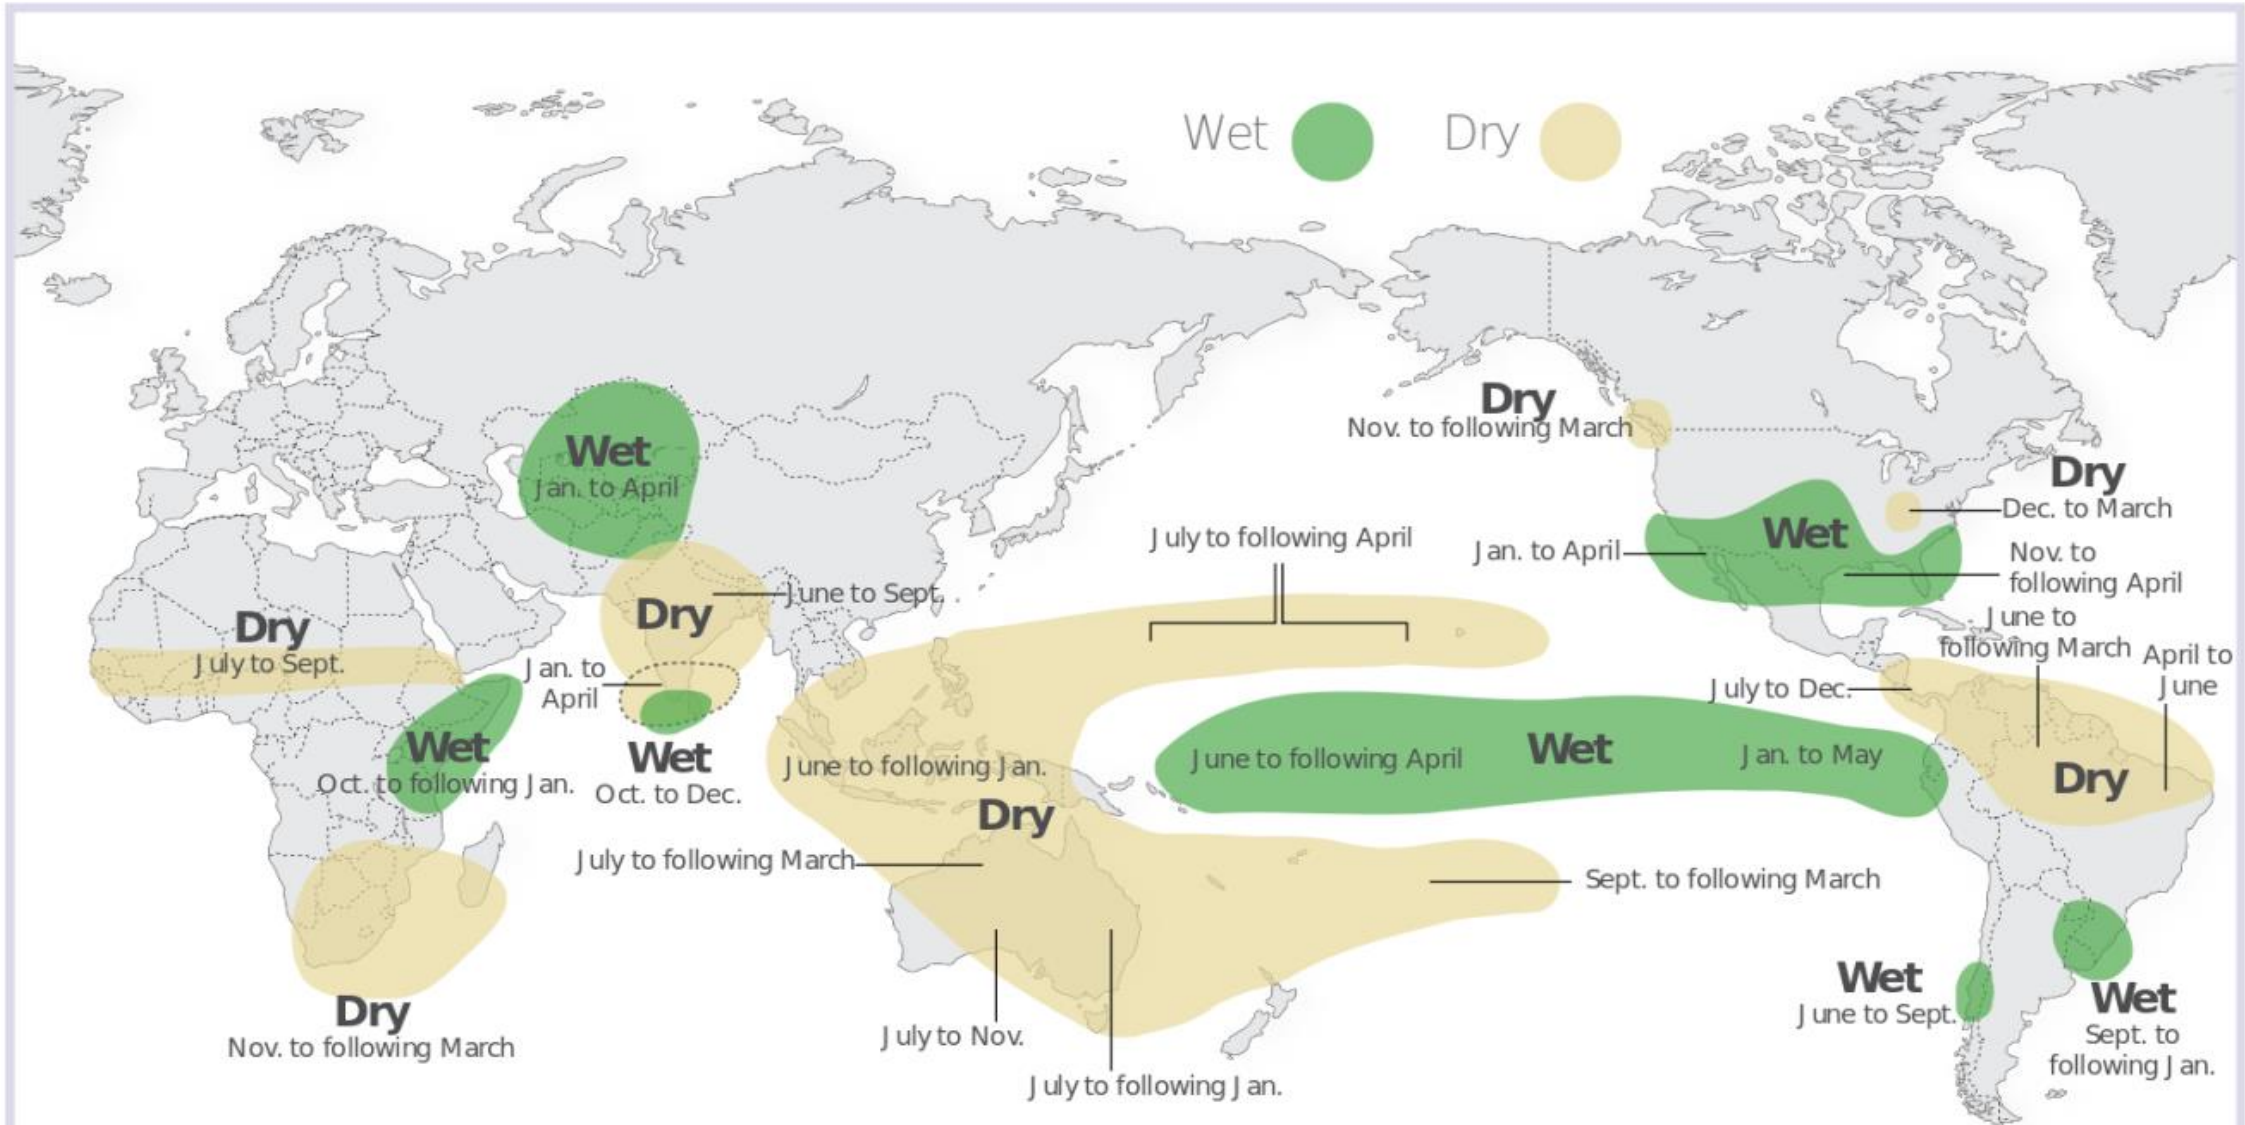 Wet
Dry
Dry
Nov. to following March
Wet
Jan. to April
Dry
Dec. to March
July to following April
Jan. to April
Wet
Nov. to
following April
June to Sept.
Dry
Dry
July to Sept.
Jan. to
April
June to
following March
April to
June
July to Dec.
Wet
Oct. to following Jan.
Wet
Oct. to Dec.
June to following Jan.
Dry
June to following April
Wet
Jan. to May
Dry
July to following March
Sept. to following March
Dry
Nov. to following March
July to Nov.
July to following Jan.
Wet
June to Sept.
Wet
Sept. to
following Jan.